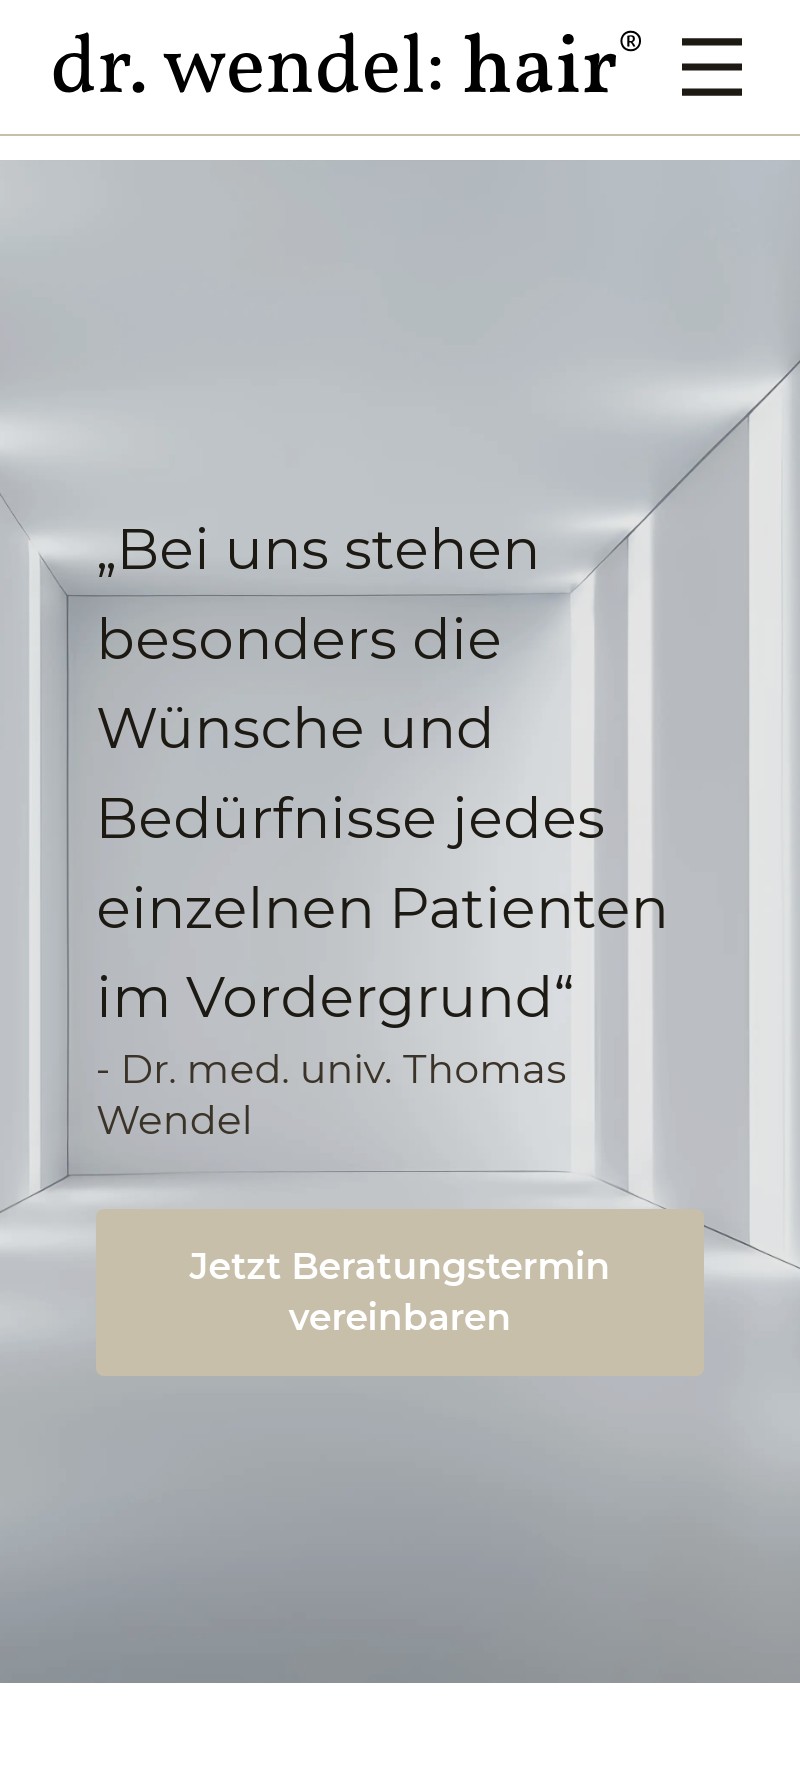 dr. wendel: hair®
„Bei uns stehen
besonders die
Wünsche und
Bedürfnisse jedes
einzelnen Patienten
im Vordergrund“
- Dr. med. univ. Thomas
Wendel
Jetzt Beratungstermin
vereinbaren